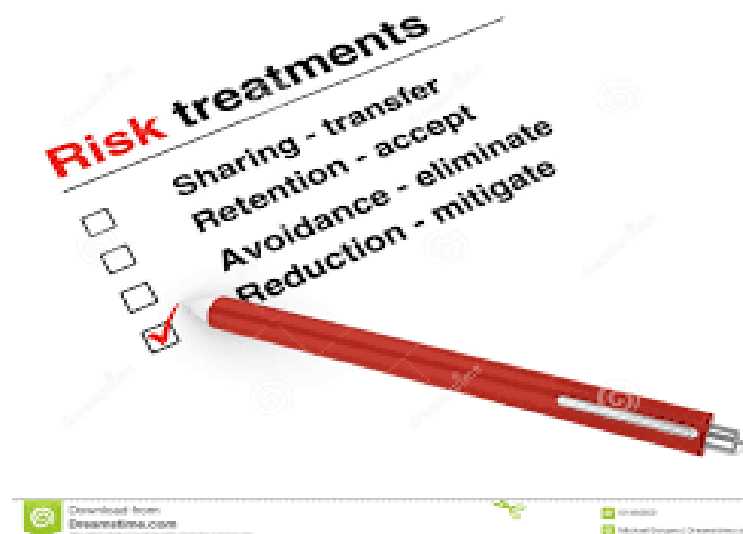 Risk treatments
Sharing - transfer
Retention - accept
Avoidance - eliminate
Reduction - mitigate
Download from
Dreamstime.com